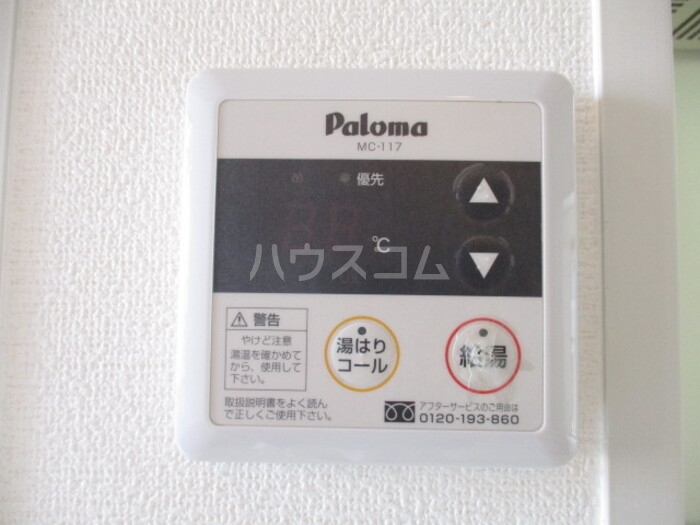 Paloma
MC-117
優先
℃
ハウスコム
警告
やけど注意
湯温を確かめて
から、使用して
下さい。
湯はり
コール
給湯
取扱説明書をよく読ん
で正しくご使用下さい。
アフターサービスのご用命は
0120-193-860